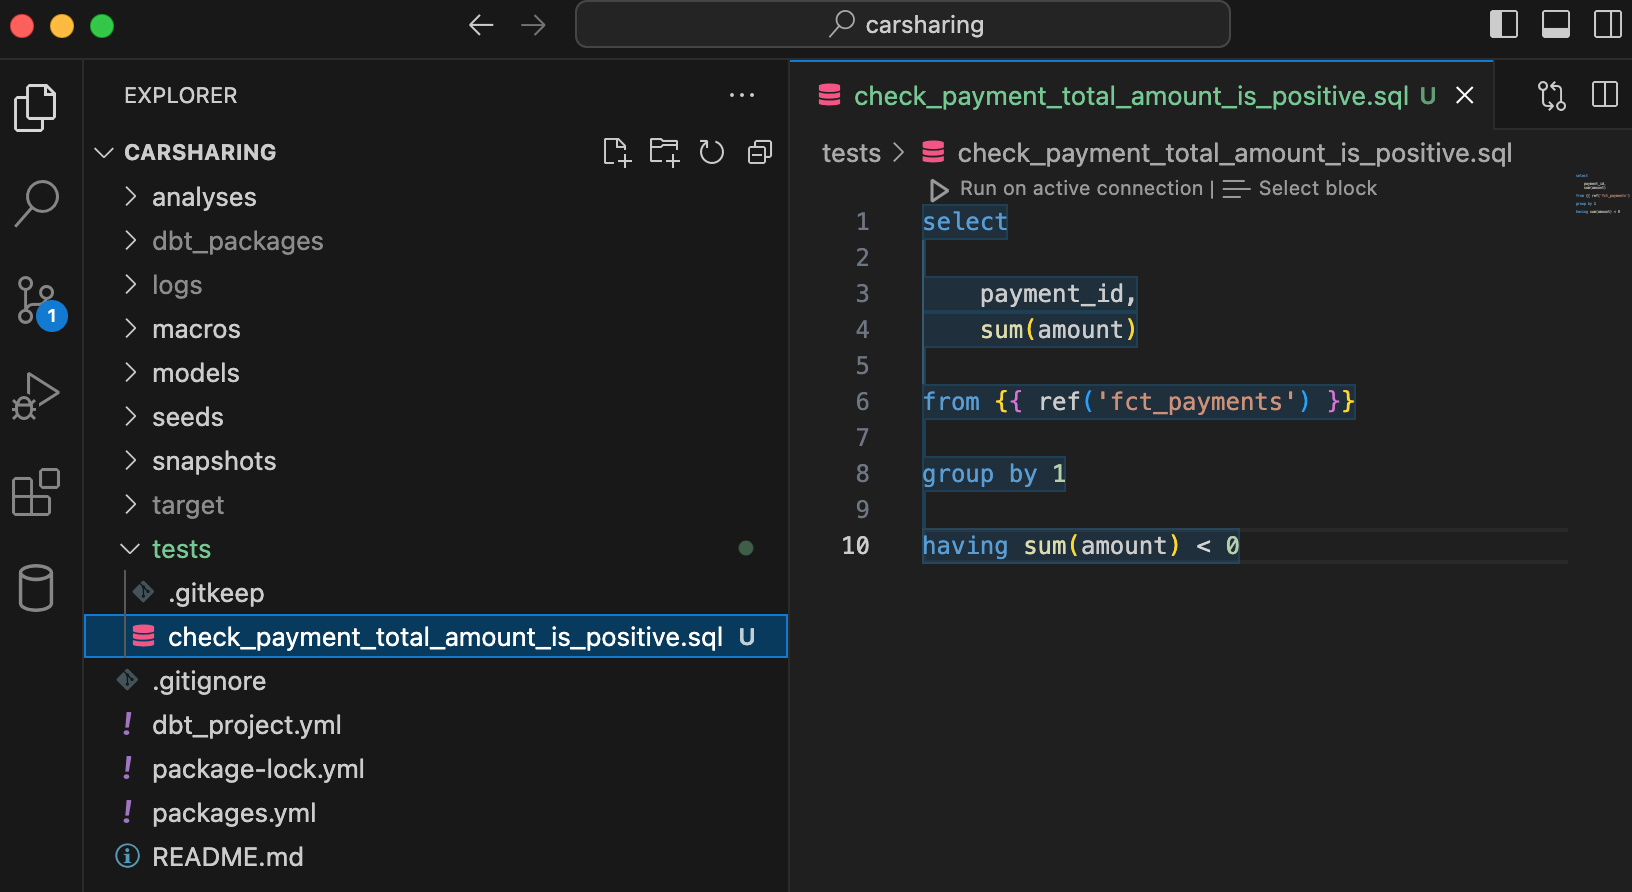 carsharing
EXPLORER
CARSHARING
analyses
dbt_packages
logs
macros
1
models
seeds
snapshots
target
tests
.gitkeep
check_payment_total_amount_is_positive.sql U
.gitignore
dbt_project.yml
package-lock.yml
packages.yml
README.md
check_payment_total_amount_is_positive.sql U
tests > check_payment_total_amount_is_positive.sql
Run on active connection | Select block
1 select
2
3 payment_id,
4 sum(amount)
5
6 from {{ ref('fct_payments') }}
7
8 group by 1
9
10 having sum(amount) < 0